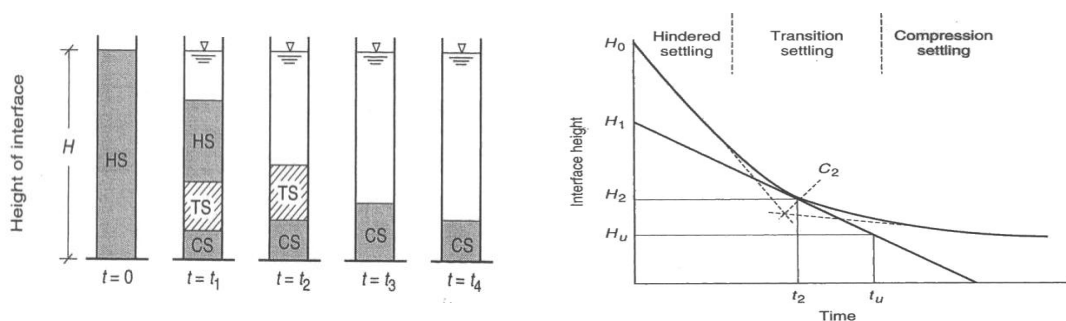 Height of interface
H
HS
HS
TS
CS
TS
CS
CS
CS
t = 0
t = t₁
t = t₂
t = t₃
t = t₄
Hindered settling
Transition settling
Compression settling
Interface height
H₀
H₁
H₂
Hᵤ
C₂
t₂
tᵤ
Time